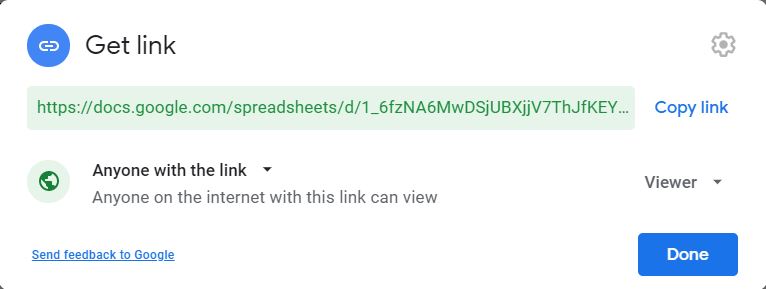 Get link
https://docs.google.com/spreadsheets/d/1_6fzNA6MwDSjUBXjjV7ThJfKEY...
Copy link
Anyone with the link
Anyone on the internet with this link can view
Viewer
Send feedback to Google
Done